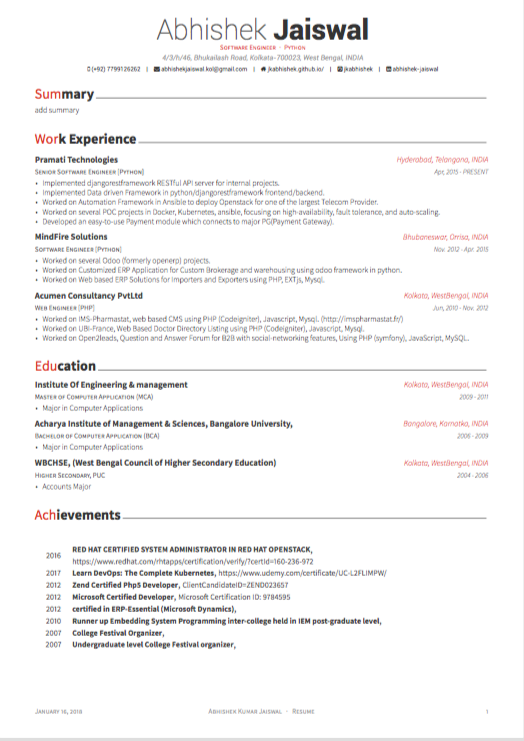 Abhishek Jaiswal
Software Engineer · Python
4/3/h/46, Bhukailash Road, Kolkata-700023, West Bengal, INDIA
(+92) 7799126262 | abhishekjaiswal.kol@gmail.com | jkabhishek.github.io/ | jkabhishek | abhishek-jaiswal
Summary
add summary
Work Experience
Pramati Technologies Hyderabad, Telangana, INDIA
Senior Software Engineer [Python] Apr, 2015 - PRESENT
• Implemented djangorestframework RESTful API server for internal projects.
• Implemented Data driven Framework in python/djangorestframework frontend/backend.
• Worked on Automation Framework in Ansible to deploy Openstack for one of the largest Telecom Provider.
• Worked on several POC projects in Docker, Kubernetes, ansible, focusing on high-availability, fault tolerance, and auto-scaling.
• Developed an easy-to-use Payment module which connects to major PG(Payment Gateway).
MindFire Solutions Bhubaneswar, Orrisa, INDIA
Software Engineer [Python] Nov. 2012 - Apr. 2015
• Worked on several Odoo (formerly openerp) projects.
• Worked on Customized ERP Application for Custom Brokerage and warehousing using odoo framework in python.
• Worked on Web based ERP Solutions for Importers and Exporters using PHP, EXTjs, Mysql.
Acumen Consultancy PvtLtd Kolkata, WestBengal, INDIA
Web Engineer [PHP] Jun, 2010 - Nov. 2012
• Worked on IMS-Pharmastat, web based CMS using PHP (Codeigniter), Javascript, Mysql. (http://imspharmastat.fr/)
• Worked on UBI-France, Web Based Doctor Directory Listing using PHP (Codeigniter), Javascript, Mysql.
• Worked on Open2leads, Question and Answer Forum for B2B with social-networking features, Using PHP (symfony), JavaScript, MySQL.
Education
Institute Of Engineering & management Kolkata, WestBengal, INDIA
Master of Computer Application (MCA) 2009 - 2011
• Major in Computer Applications
Acharya Institute of Management & Sciences, Bangalore University, Bangalore, Karnatka, INDIA
Bachelor of Computer Application (BCA) 2006 - 2009
• Major in Computer Applications
WBCHSE, (West Bengal Council of Higher Secondary Education) Kolkata, WestBengal, INDIA
Higher Secondary, PUC 2004 - 2006
• Accounts Major
Achievements
2016 RED HAT CERTIFIED SYSTEM ADMINISTRATOR IN RED HAT OPENSTACK,
https://www.redhat.com/rhtapps/certification/verify/?certId=160-236-972
2017 Learn DevOps: The Complete Kubernetes, https://www.udemy.com/certificate/UC-L2FLIMPW/
2012 Zend Certified Php5 Developer, ClientCandidateID=ZEND023657
2012 Microsoft Certified Developer, Microsoft Certification ID: 9784595
2012 certified in ERP-Essential (Microsoft Dynamics),
2010 Runner up Embedding System Programming inter-college held in IEM post-graduate level,
2007 College Festival Organizer,
2007 Undergraduate level College Festival organizer,
January 16, 2018 Abhishek Kumar Jaiswal · Resume 1